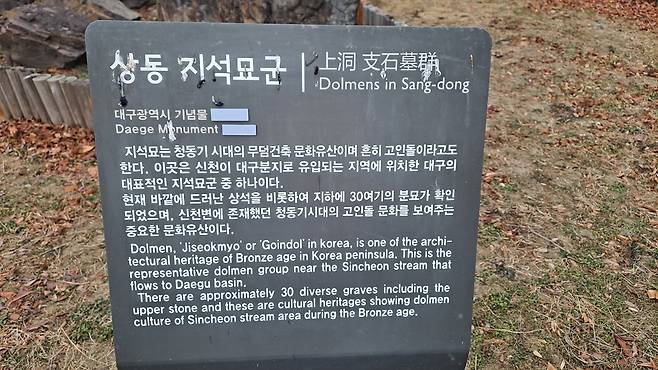 상동 지석묘군 | 上洞 支石墓群
Dolmens in Sang-dong
대구광역시 기념물
Daege Monument
지석묘는 청동기 시대의 무덤건축 문화유산이며 흔히 고인돌이라고도
한다. 이곳은 신천이 대구분지로 유입되는 지역에 위치한 대구의
대표적인 지석묘군 중 하나이다.
현재 바깥에 드러난 상석을 비롯하여 지하에 30여기의 분묘가 확인
되었으며, 신천변에 존재했던 청동기시대의 고인돌 문화를 보여주는
중요한 문화유산이다.
Dolmen, 'Jiseokmyo' or 'Goindol' in korea, is one of the archi-
tectural heritage of Bronze age in Korea peninsula. This is the
representative dolmen group near the Sincheon stream that
flows to Daegu basin.
There are approximately 30 diverse graves including the
upper stone and these are cultural heritages showing dolmen
culture of Sincheon stream area during the Bronze age.